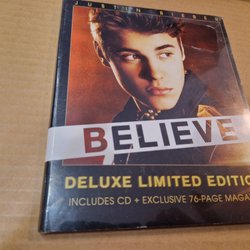 JUSTIN BIEBER
BELIEVE
DELUXE LIMITED EDITION
INCLUDES CD + EXCLUSIVE 76-PAGE